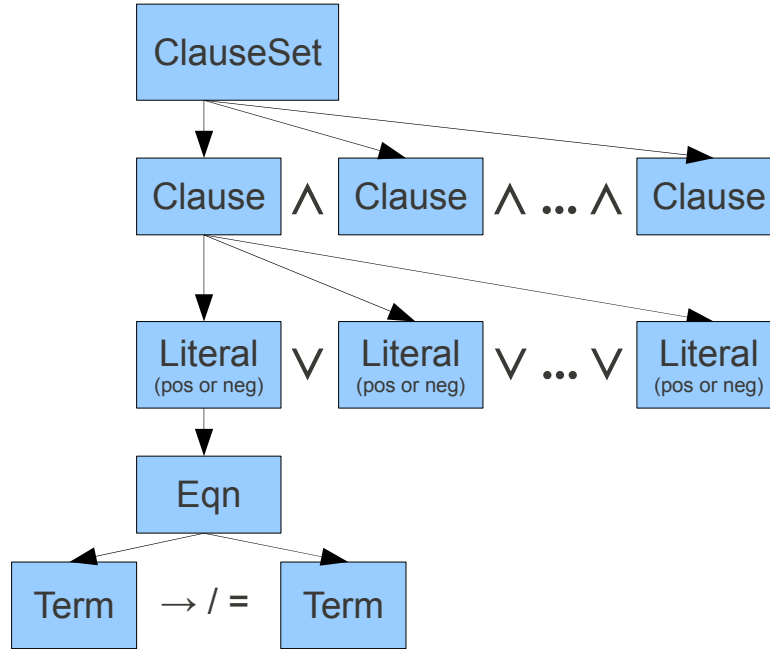 ClauseSet
Clause ∧ Clause ∧ ... ∧ Clause
Literal ∨ Literal ∨ ... ∨ Literal
(pos or neg) (pos or neg) (pos or neg)
Eqn
Term → / = Term